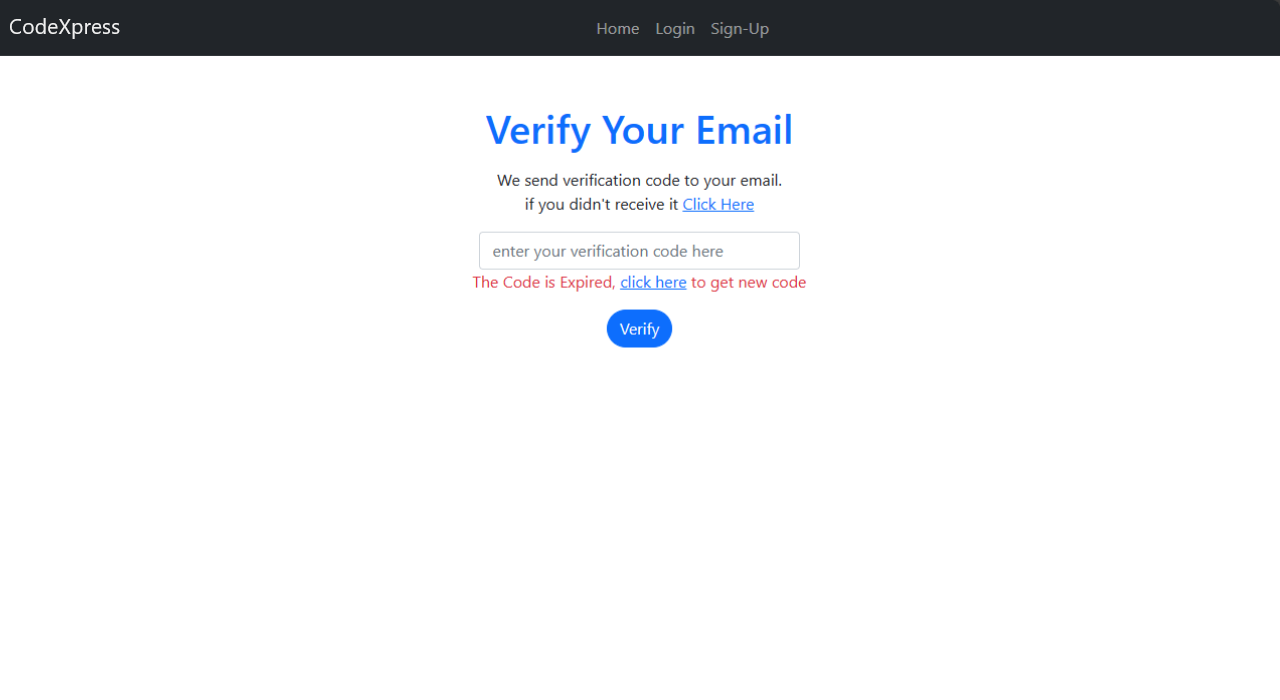 CodeXpress
Home Login Sign-Up
Verify Your Email
We send verification code to your email.
if you didn't receive it Click Here
enter your verification code here
The Code is Expired, click here to get new code
Verify